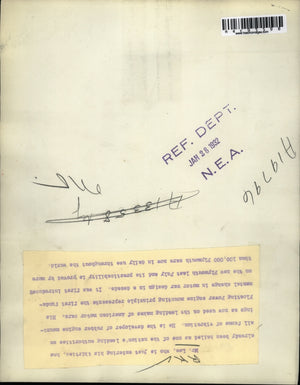 REF. DEPT.
JAN 28 1932
N.E.A.
A19796
Mr. Lee, who is just entering his thirties, has,
already been hailed as one of the nation's leading authorities on
all forms of vibration. He is the developer of rubber engine mount-
ings now used on the leading makes of American motor cars. His
Floating Power engine mounting principle represents the first funda-
mental change in motor car design in a decade. It was first introduced
on the new Plymouth last July and its practicability is proved by more
than 100,000 Plymouth cars now are in daily use throughout the world.